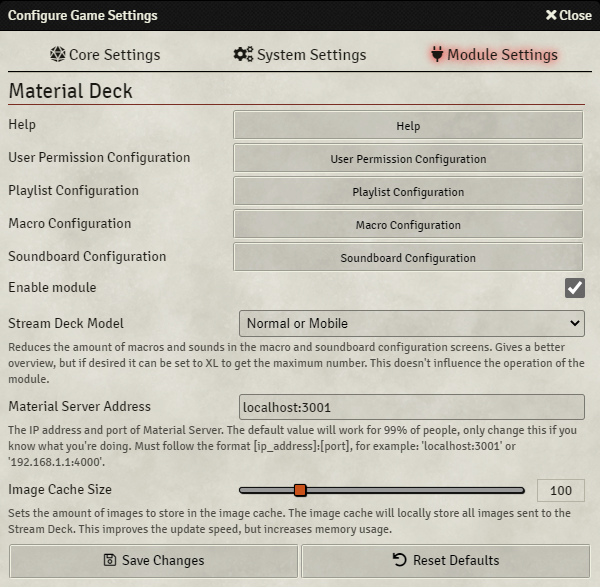 Configure Game Settings
Close
Core Settings
System Settings
Module Settings
Material Deck
Help
Help
User Permission Configuration
User Permission Configuration
Playlist Configuration
Playlist Configuration
Macro Configuration
Macro Configuration
Soundboard Configuration
Soundboard Configuration
Enable module
Stream Deck Model
Normal or Mobile
Reduces the amount of macros and sounds in the macro and soundboard configuration screens. Gives a better
overview, but if desired it can be set to XL to get the maximum number. This doesn't influence the operation of the
module.
Material Server Address
localhost:3001
The IP address and port of Material Server. The default value will work for 99% of people, only change this if you
know what you're doing. Must follow the format [ip_address]:[port], for example: 'localhost:3001' or
'192.168.1.1:4000'.
Image Cache Size
100
Sets the amount of images to store in the image cache. The image cache will locally store all images sent to the
Stream Deck. This improves the update speed, but increases memory usage.
Save Changes
Reset Defaults